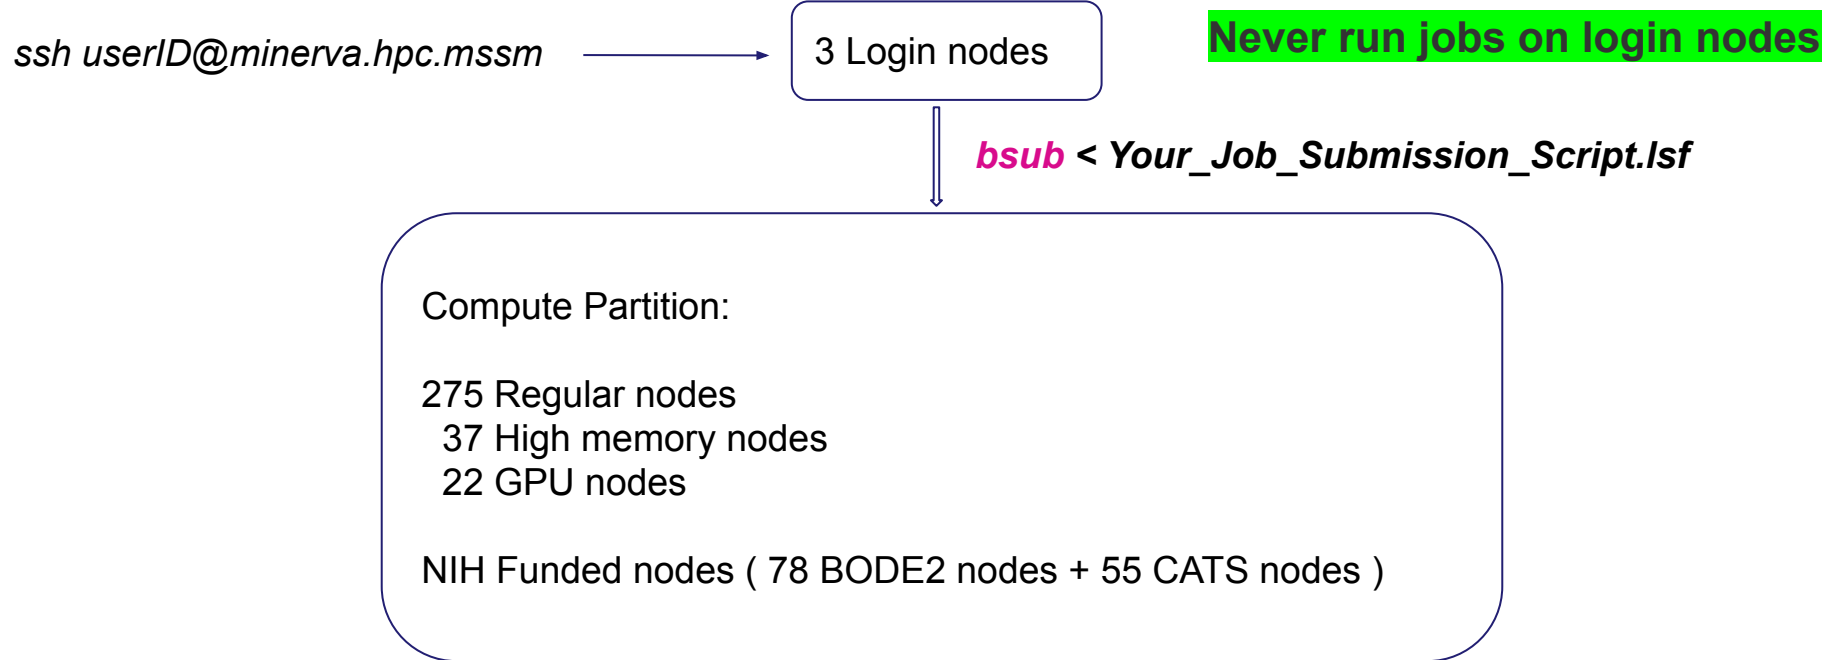 ssh userID@minerva.hpc.mssm
3 Login nodes
Never run jobs on login nodes
bsub < Your_Job_Submission_Script.lsf
Compute Partition:
275 Regular nodes
37 High memory nodes
22 GPU nodes
NIH Funded nodes ( 78 BODE2 nodes + 55 CATS nodes )